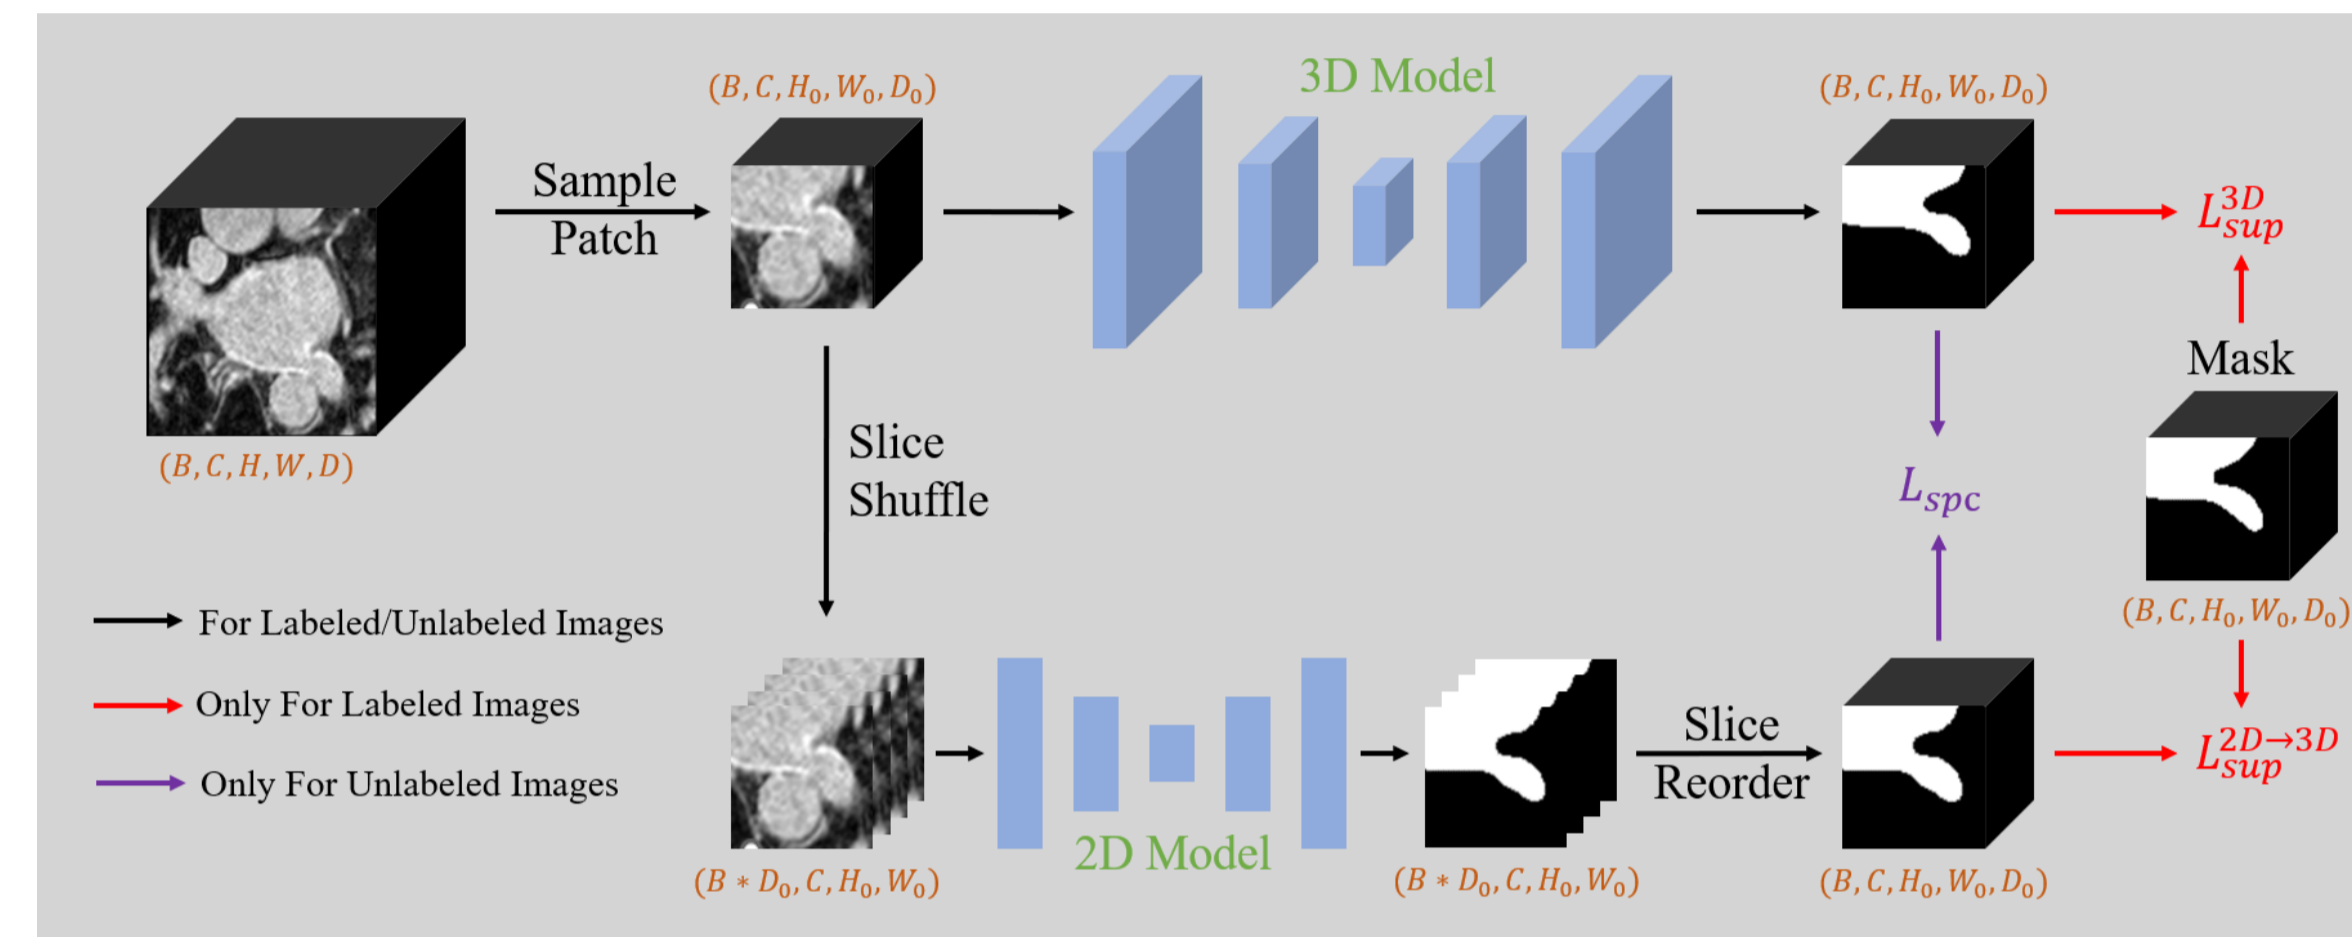 (B, C, H₀, W₀, D₀)
3D Model
(B, C, H₀, W₀, D₀)
Sample
Patch
L_{sup}^{3D}
Mask
(B, C, H, W, D)
Slice
Shuffle
L_{spc}
(B, C, H₀, W₀, D₀)
For Labeled/Unlabeled Images
Only For Labeled Images
Only For Unlabeled Images
Slice
Reorder
L_{sup}^{2D→3D}
2D Model
(B ∗ D₀, C, H₀, W₀)
(B ∗ D₀, C, H₀, W₀)
(B, C, H₀, W₀, D₀)